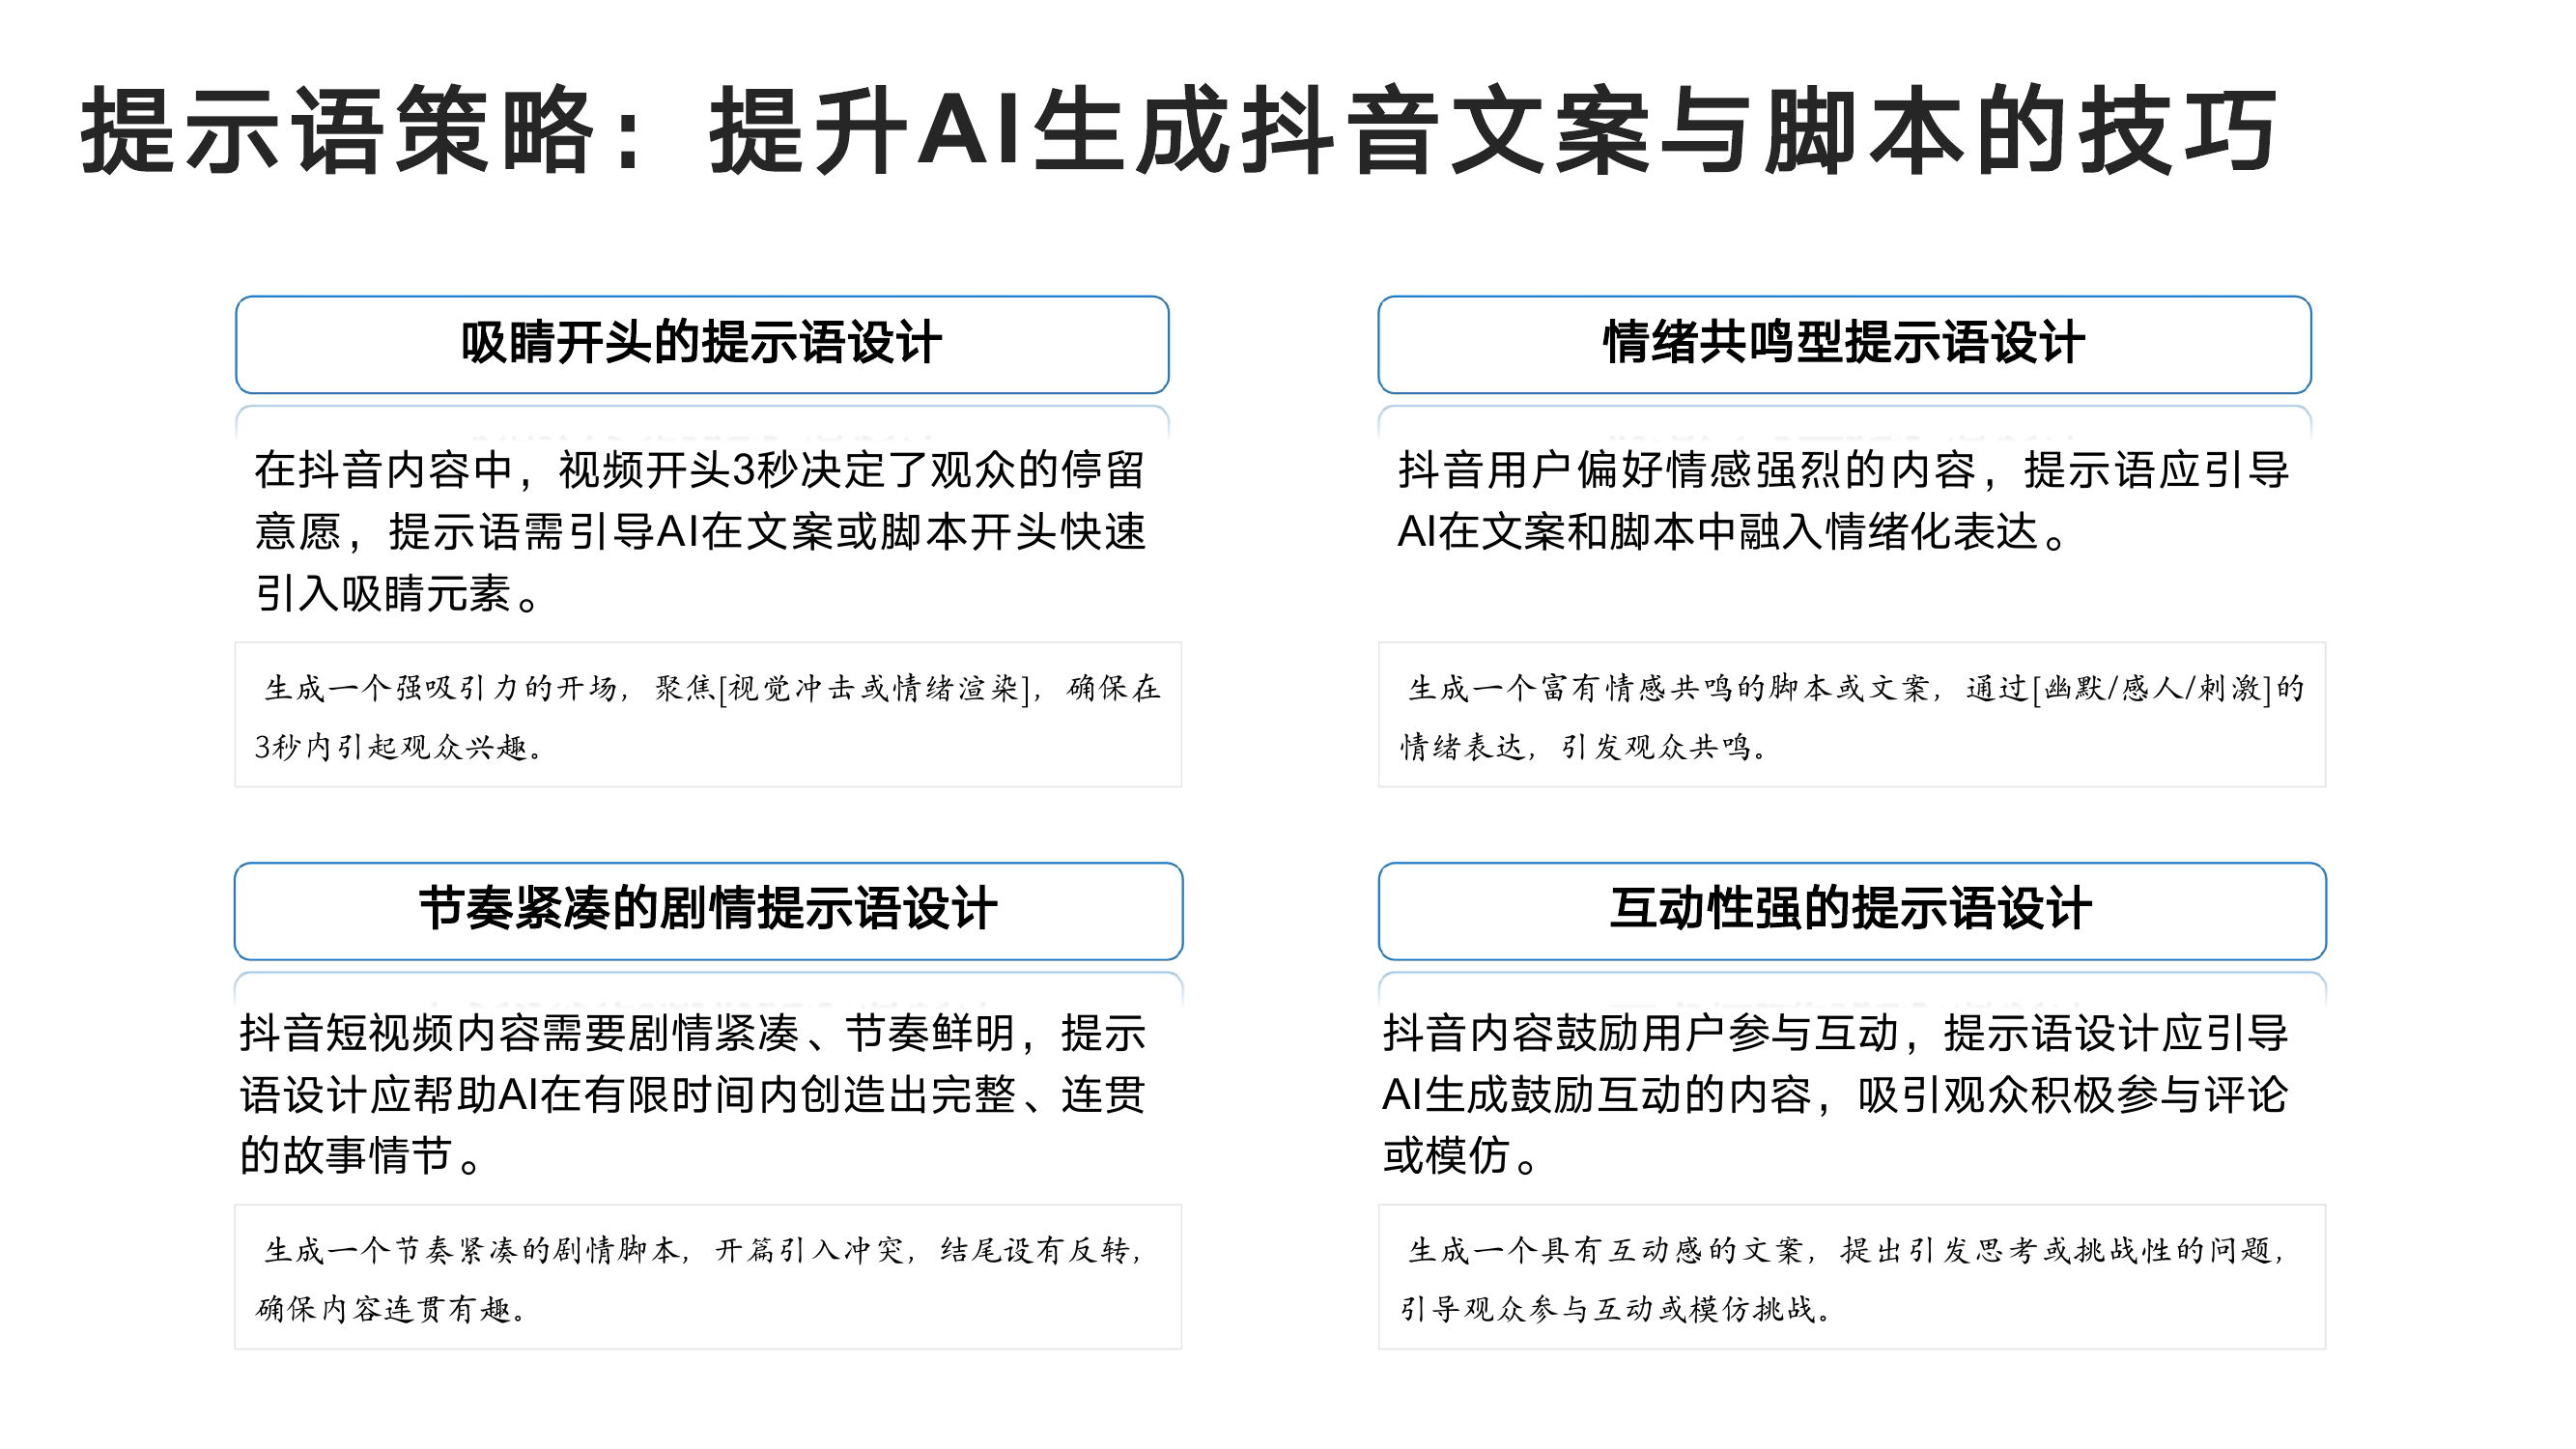 提示语策略：提升AI生成抖音文案与脚本的技巧
吸睛开头的提示语设计
在抖音内容中，视频开头3秒决定了观众的停留
意愿，提示语需引导AI在文案或脚本开头快速
引入吸睛元素。
生成一个强吸引力的开场，聚焦[视觉冲击或情绪渲染]，确保在
3秒内引起观众兴趣。
情绪共鸣型提示语设计
抖音用户偏好情感强烈的内容，提示语应引导
AI在文案和脚本中融入情绪化表达。
生成一个富有情感共鸣的脚本或文案，通过[幽默/感人/刺激]的
情绪表达，引发观众共鸣。
节奏紧凑的剧情提示语设计
抖音短视频内容需要剧情紧凑、节奏鲜明，提示
语设计应帮助AI在有限时间内创造出完整、连贯
的故事情节。
生成一个节奏紧凑的剧情脚本，开篇引入冲突，结尾设有反转，
确保内容连贯有趣。
互动性强的提示语设计
抖音内容鼓励用户参与互动，提示语设计应引导
AI生成鼓励互动的内容，吸引观众积极参与评论
或模仿。
生成一个具有互动感的文案，提出引发思考或挑战性的问题，
引导观众参与互动或模仿挑战。